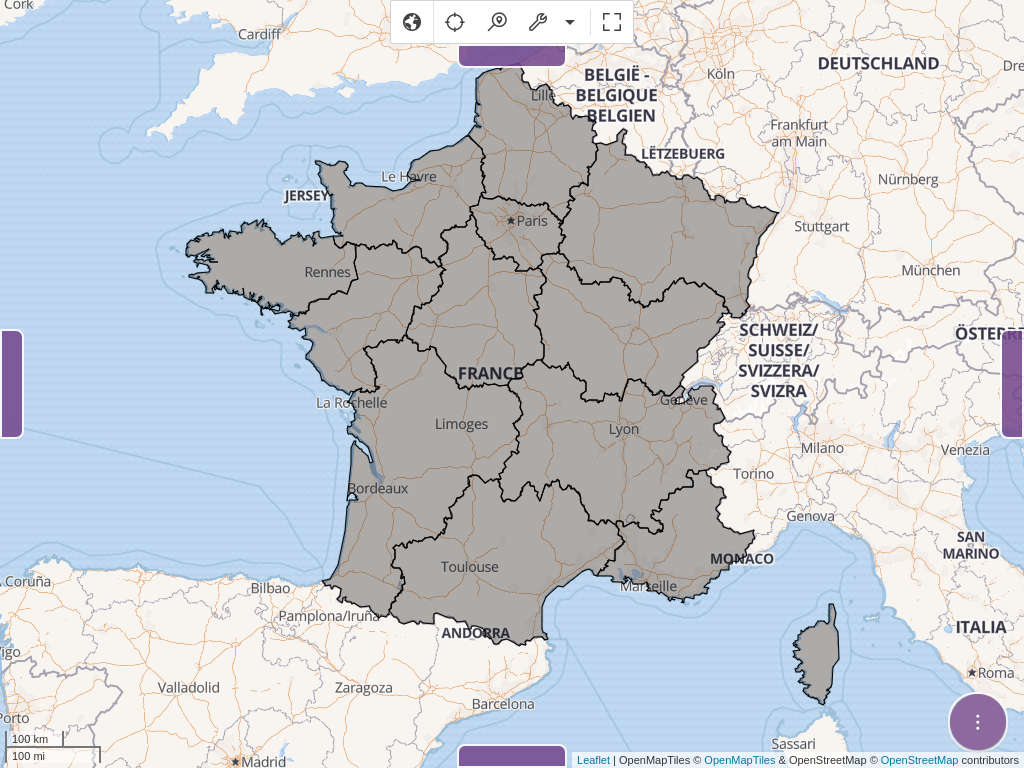 Cork
Cardiff
BELGIË -
BELGIQUE
BELGIEN
Köln
DEUTSCHLAND
Lille
Frankfurt
am Main
LËTZEBUERG
Le Havre
JERSEY
Nürnberg
Paris
Stuttgart
Rennes
München
SCHWEIZ/
SUISSE/
SVIZZERA/
SVIZRA
FRANCE
La Rochelle
Genève
Limoges
Lyon
Milano
Venezia
Torino
Bordeaux
Genova
SAN
MARINO
MONACO
Toulouse
Marseille
A Coruña
Bilbao
Pamplona/Iruña
ANDORRA
ITALIA
Roma
Valladolid
Zaragoza
Barcelona
Porto
Sassari
Madrid
100 km
100 mi
Leaflet | OpenMapTiles © OpenMapTiles & OpenStreetMap © OpenStreetMap contributors